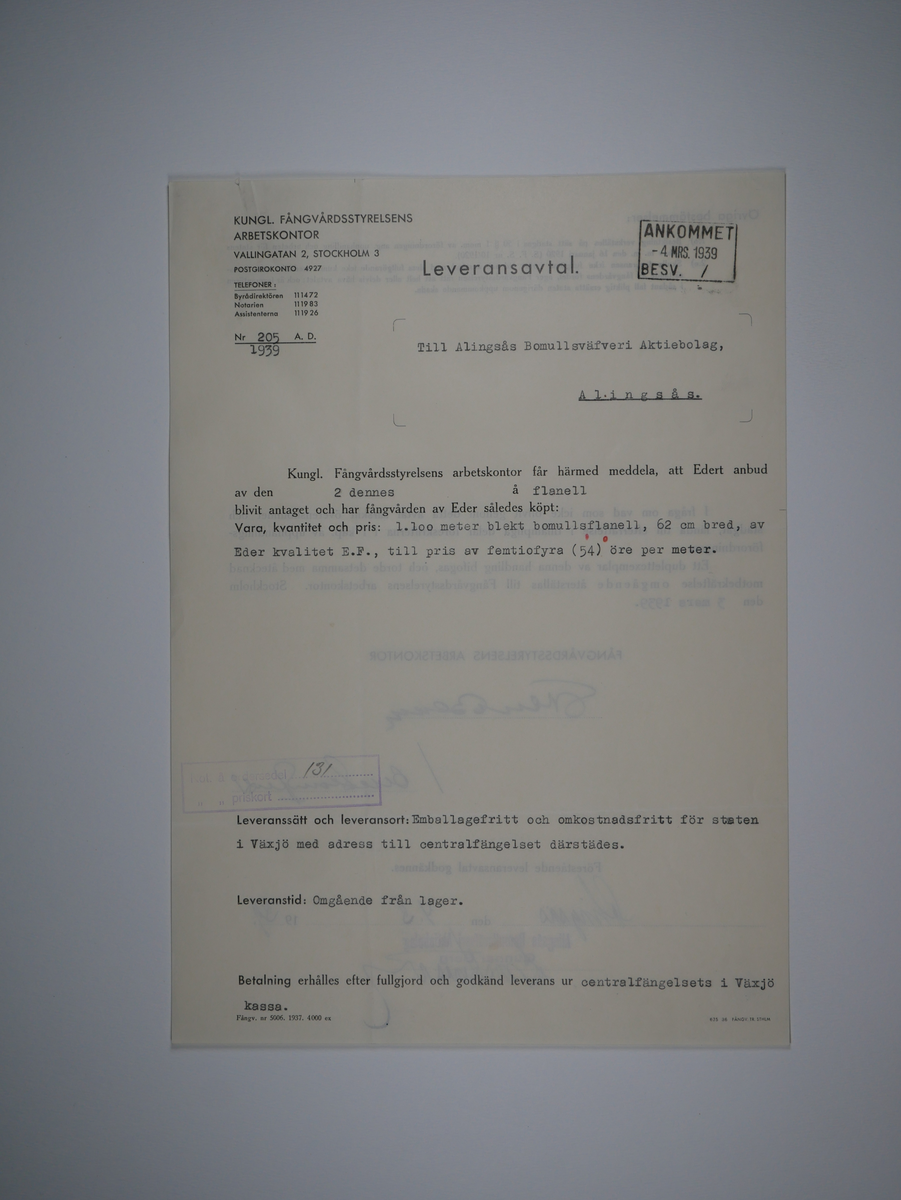 KUNGL. FÅNGVÅRDSSTYRELSENS
ARBETSKONTOR
VALLINGATAN 2, STOCKHOLM 3
POSTGIROKONTO 4927
TELEFONER:
Byrådirektören 111472
Notarien 111983
Assistenterna 111926
Nr 205 A. D.
1939
Leveransavtal.
ANKOMMET
-4. MRS. 1939
BESV. /
Till Alingsås Bomullsväfveri Aktiebolag,
Alingsås.
Kungl. Fångvårdsstyrelsens arbetskontor får härmed meddela, att Edert anbud
av den 2 dennes å flanell
blivit antaget och har fångvården av Eder således köpt:
Vara, kvantitet och pris: 1.100 meter blekt bomullsflanell, 62 cm bred, av
Eder kvalitet E.F., till pris av femtiofyra (54) öre per meter.
131
Leveranssätt och leveransort: Emballagefritt och omkostnadsfritt för staten
i Växjö med adress till centralfängelset därstädes.
Leveranstid: Omgående från lager.
Betalning erhålles efter fullgjord och godkänd leverans ur centralfängelsets i Växjö
kassa.
Fångv. nr 5006. 1937. 4000 ex